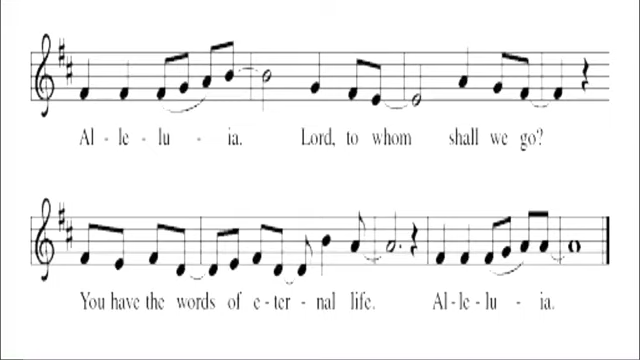 Al - le - lu - ia. Lord, to whom shall we go?
You have the words of e - ter - nal life. Al - le - lu - ia.